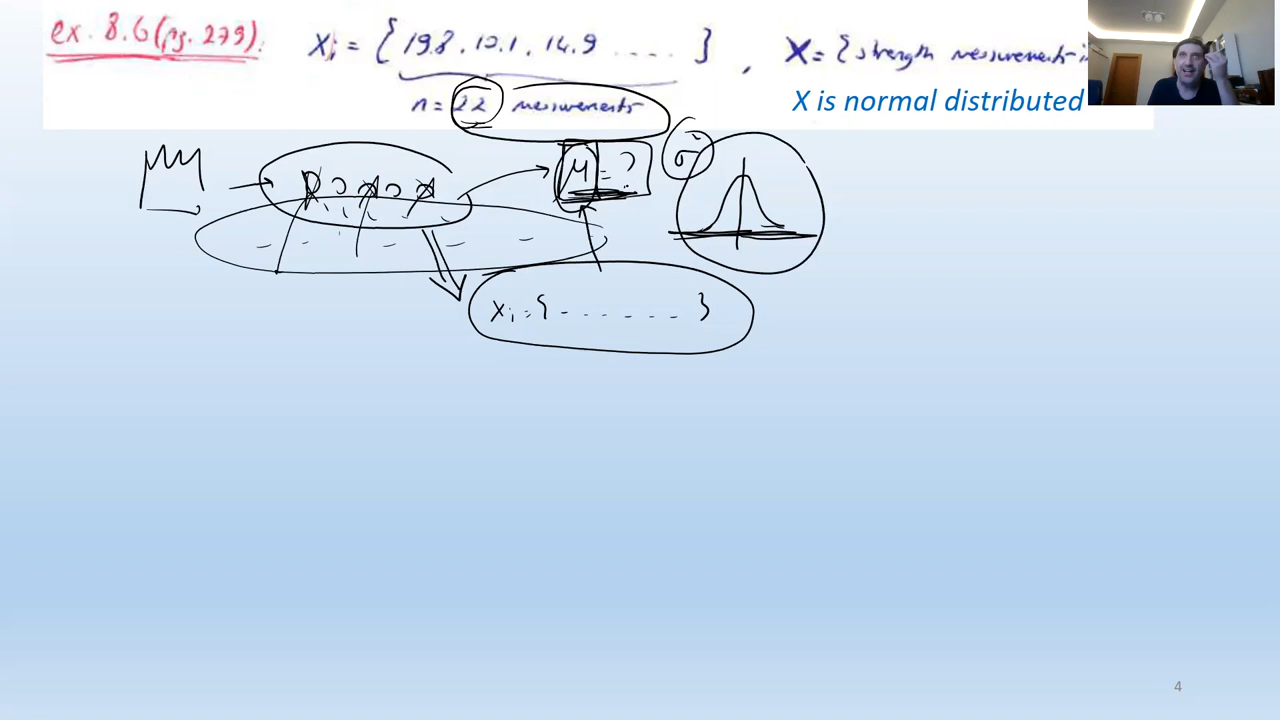 ex. 8.6 (pg. 279).
Xi = { 19.8, 10.1, 14.9 ..... } , X = { strength measurements i
n = 22 measurements
X is normal distributed
σ²
μ = ?
xi = { - - - - - - - }
4